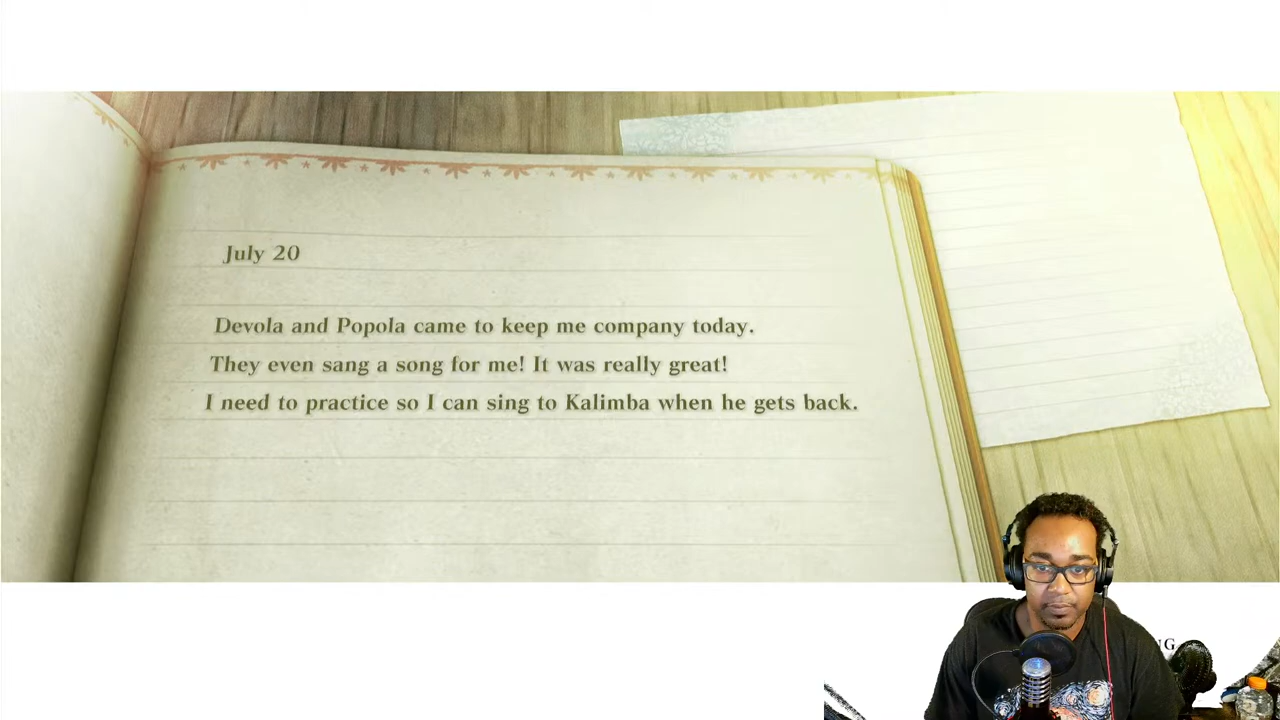 July 20
Devola and Popola came to keep me company today.
They even sang a song for me! It was really great!
I need to practice so I can sing to Kalimba when he gets back.